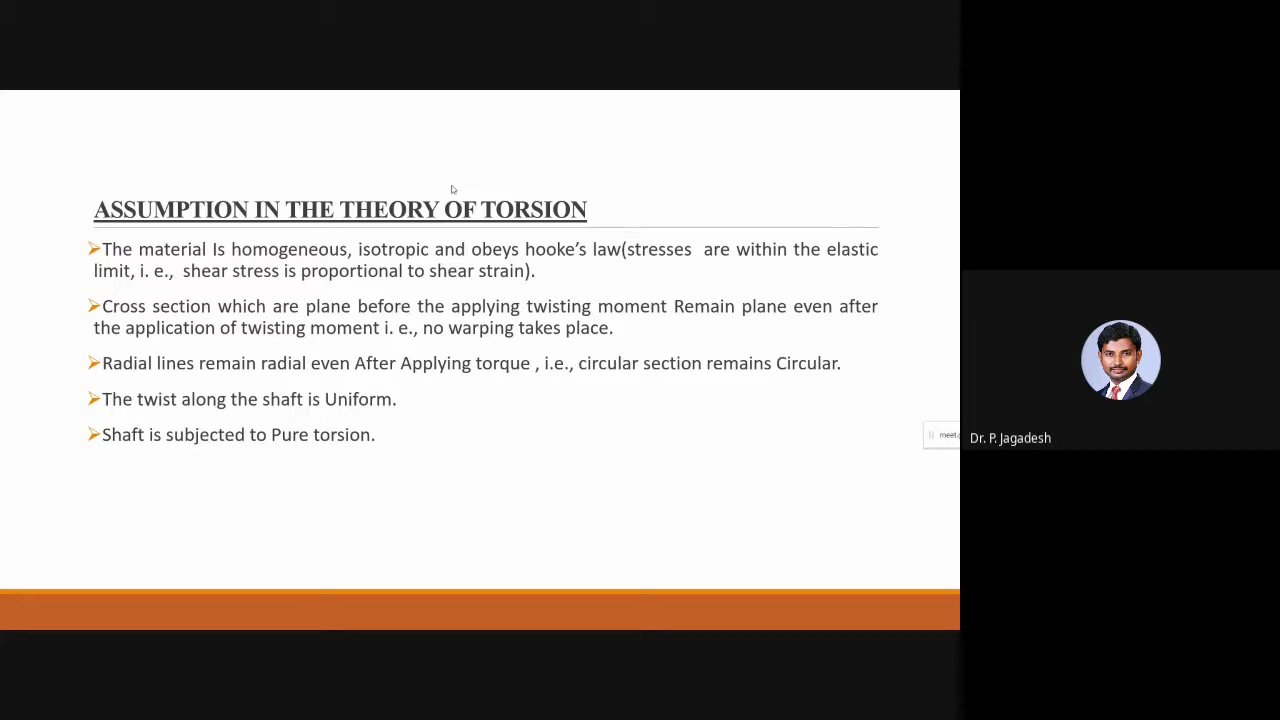 ASSUMPTION IN THE THEORY OF TORSION
➢The material Is homogeneous, isotropic and obeys hooke’s law(stresses are within the elastic
limit, i. e., shear stress is proportional to shear strain).
➢Cross section which are plane before the applying twisting moment Remain plane even after
the application of twisting moment i. e., no warping takes place.
➢Radial lines remain radial even After Applying torque , i.e., circular section remains Circular.
➢The twist along the shaft is Uniform.
➢Shaft is subjected to Pure torsion.
meet.
Dr. P. Jagadesh